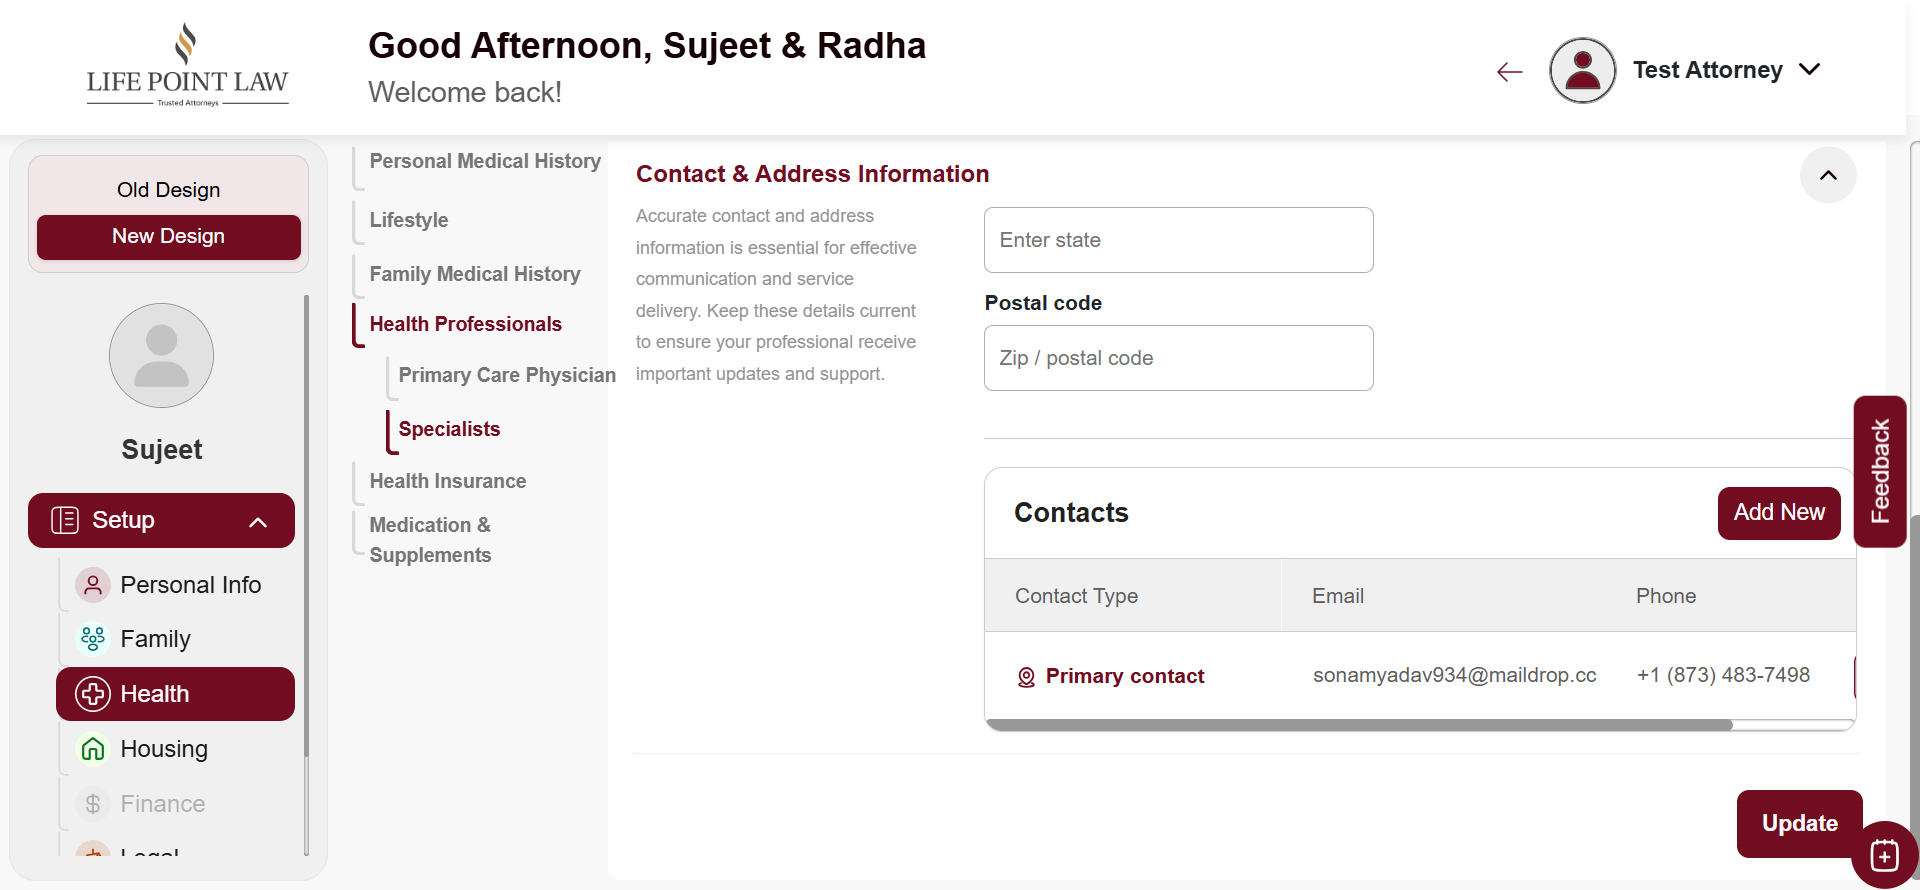 LIFE POINT LAW
Trusted Attorneys
Good Afternoon, Sujeet & Radha
Welcome back!
Test Attorney
Old Design
New Design
Sujeet
Setup
Personal Info
Family
Health
Housing
Finance
Legal
Personal Medical History
Lifestyle
Family Medical History
Health Professionals
Primary Care Physician
Specialists
Health Insurance
Medication &
Supplements
Contact & Address Information
Accurate contact and address
information is essential for effective
communication and service
delivery. Keep these details current
to ensure your professional receive
important updates and support.
Enter state
Postal code
Zip / postal code
Contacts
Add New
Contact Type Email Phone
Primary contact sonamyadav934@maildrop.cc +1 (873) 483-7498
Update
Feedback